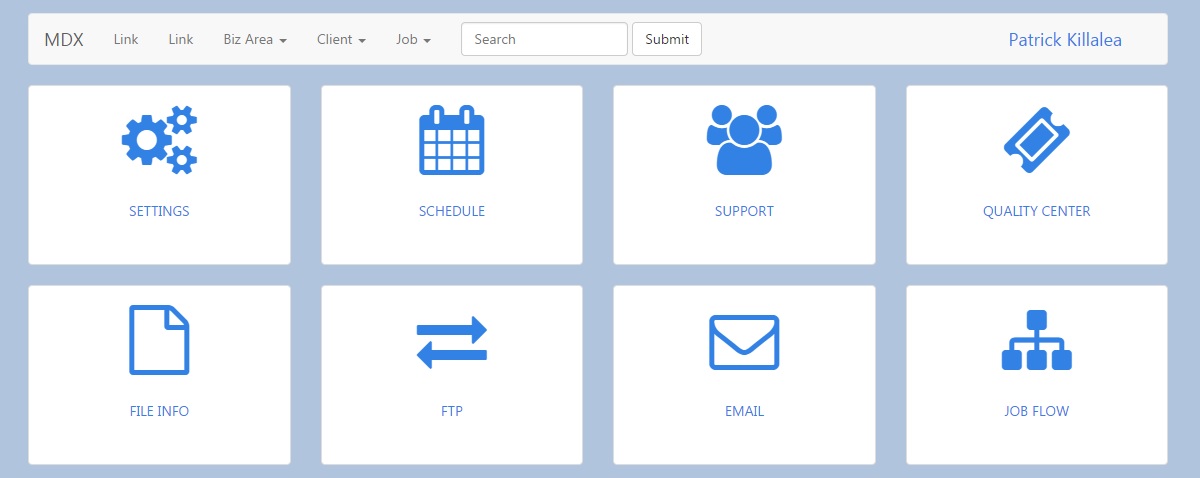 MDX Link Link Biz Area Client Job Search Submit Patrick Killalea
SETTINGS SCHEDULE SUPPORT QUALITY CENTER
FILE INFO FTP EMAIL JOB FLOW